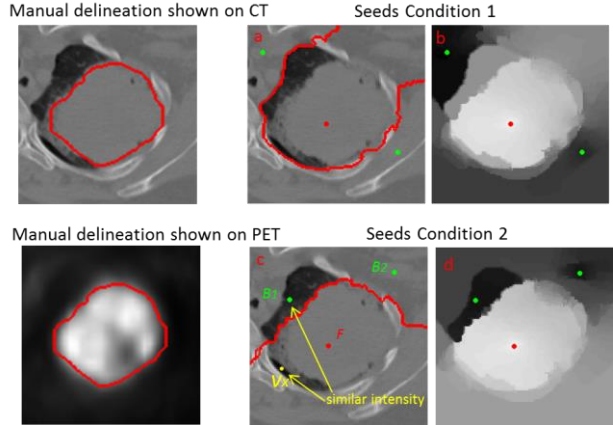 Manual delineation shown on CT
Seeds Condition 1
a
b
Manual delineation shown on PET
Seeds Condition 2
c
B2
d
B1
F
Vx
similar intensity